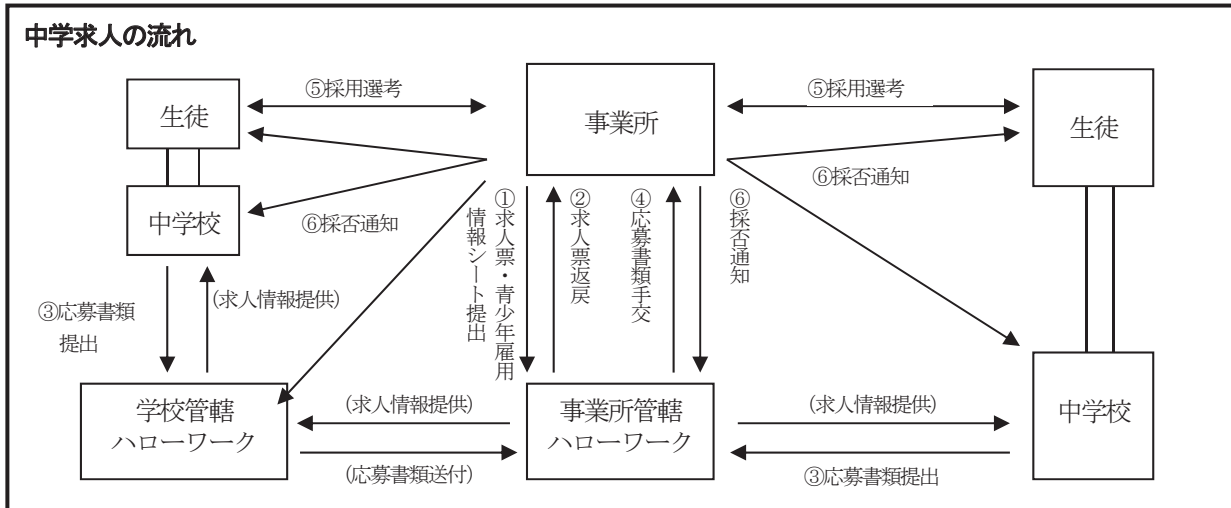 中学求人の流れ
生徒
⑤採用選考
事業所
⑤採用選考
生徒
中学校
⑥採否通知
①求人票・青少年雇用
情報シート提出
②求人票返戻
④応募書類手交
⑥採否通知
⑥採否通知
③応募書類
提出
(求人情報提供)
学校管轄
ハローワーク
(求人情報提供)
(応募書類送付)
事業所管轄
ハローワーク
(求人情報提供)
③応募書類提出
中学校